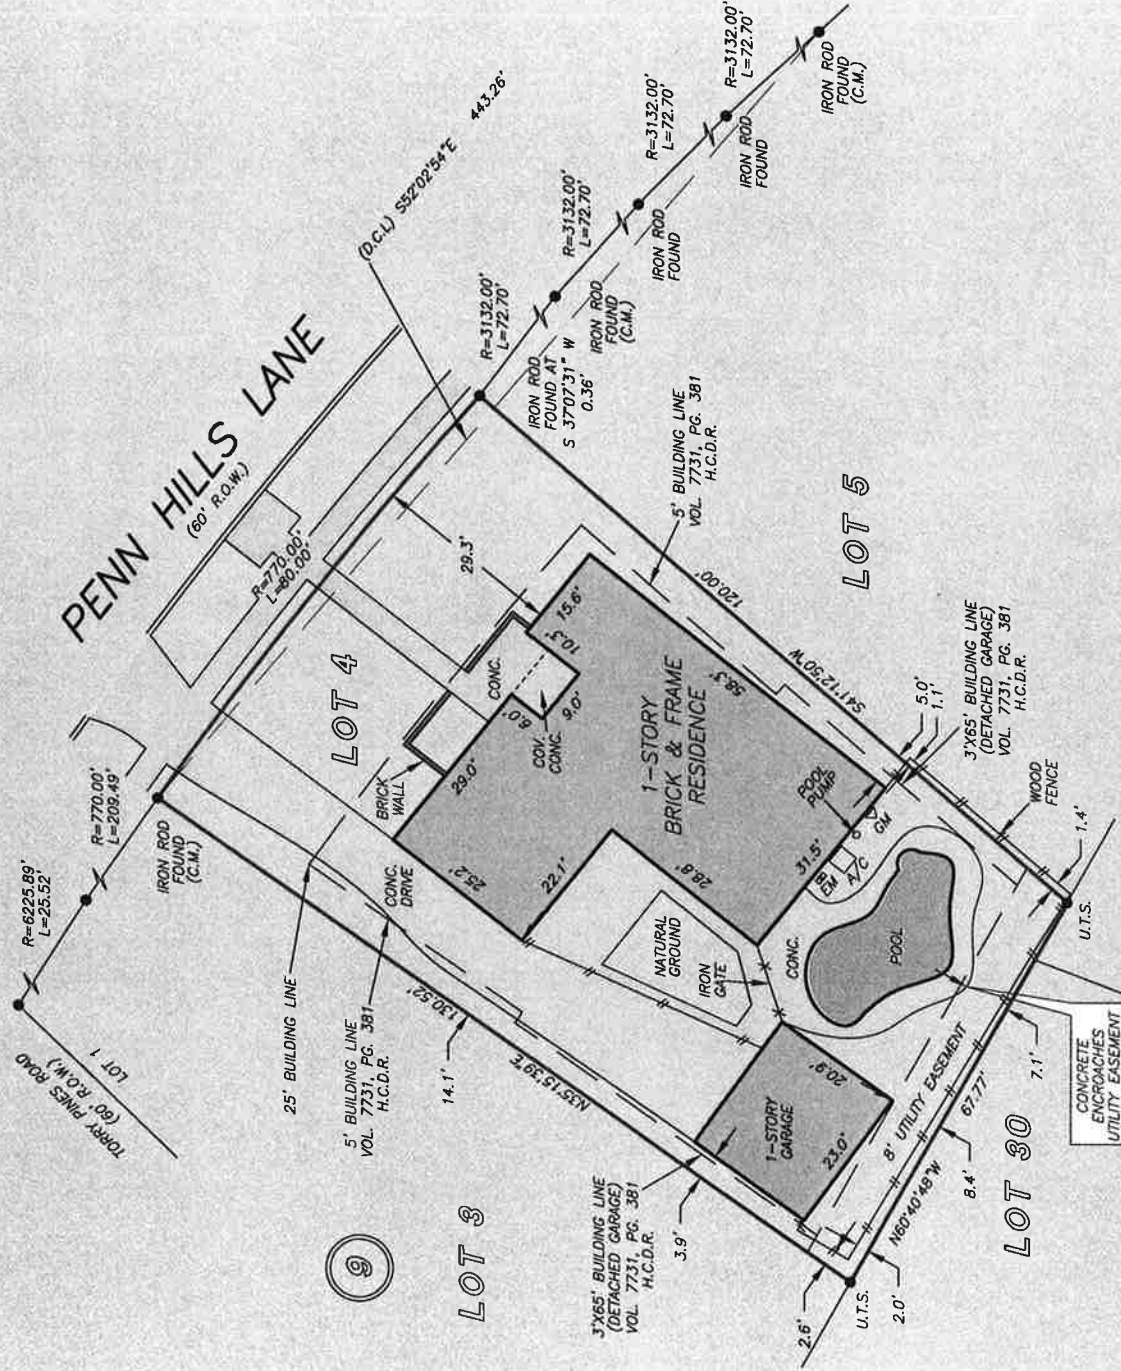 R=6225.89'
L=25.52'
R=770.00'
L=209.49'
TORRY PINES ROAD
(60' R.O.W.)
LOT 1
IRON ROD
FOUND
(C.M.)
PENN HILLS LANE
(60' R.O.W.)
R=770.00'
L=80.00'
(D.C.L) S52°02'54"E 443.26'
R=3132.00'
L=72.70'
R=3132.00'
L=72.70'
R=3132.00'
L=72.70'
R=3132.00'
L=72.70'
IRON ROD
FOUND AT
S 37°07'31" W
0.36'
IRON ROD
FOUND
(C.M.)
IRON ROD
FOUND
IRON ROD
FOUND
IRON ROD
FOUND
(C.M.)
LOT 4
29.3'
BRICK
WALL
CONC.
15.6'
10.3'
9.0'
6.0'
COV.
CONC.
29.0'
25.2'
22.1'
28.8'
31.5'
58.3'
1-STORY
BRICK & FRAME
RESIDENCE
CONC.
DRIVE
25' BUILDING LINE
5' BUILDING LINE
VOL. 7731, PG. 381
H.C.D.R.
14.1'
N35°15'39"E
130.52'
5' BUILDING LINE
VOL. 7731, PG. 381
H.C.D.R.
120.00'
S41°12'50"W
LOT 5
5.0'
1.1'
3'X65' BUILDING LINE
(DETACHED GARAGE)
VOL. 7731, PG. 381
H.C.D.R.
WOOD
FENCE
1.4'
U.T.S.
POOL
PUMP
GM
A/C
BB
EM
NATURAL
GROUND
IRON
GATE
CONC.
POOL
1-STORY
GARAGE
20.9'
23.0'
8' UTILITY EASEMENT
9
LOT 3
3'X65' BUILDING LINE
(DETACHED GARAGE)
VOL. 7731, PG. 381
H.C.D.R.
3.9'
2.6'
U.T.S.
2.0'
N60°40'48"W
67.77'
8.4'
7.1'
LOT 30
CONCRETE
ENCROACHES
UTILITY EASEMENT